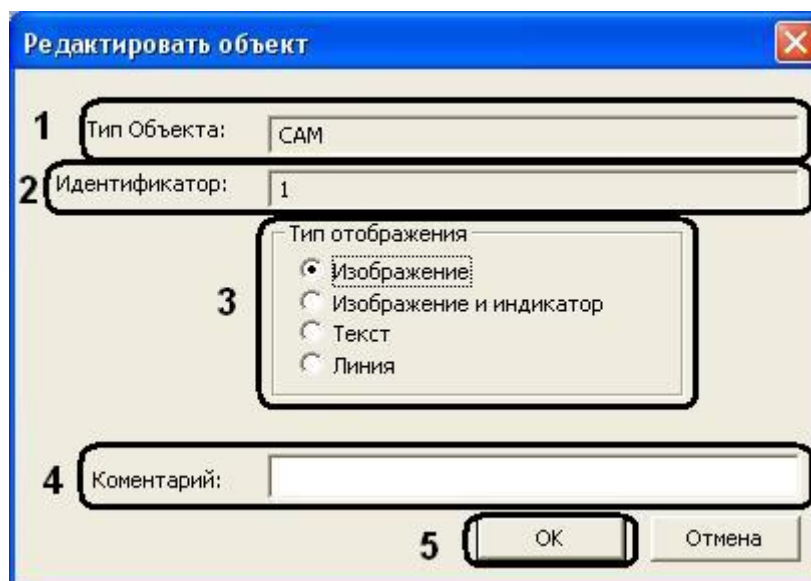 Редактировать объект
1 Тип Объекта: CAM
2 Идентификатор: 1
Тип отображения
Изображение
3 Изображение и индикатор
Текст
Линия
4 Коментарий:
5 OK Отмена